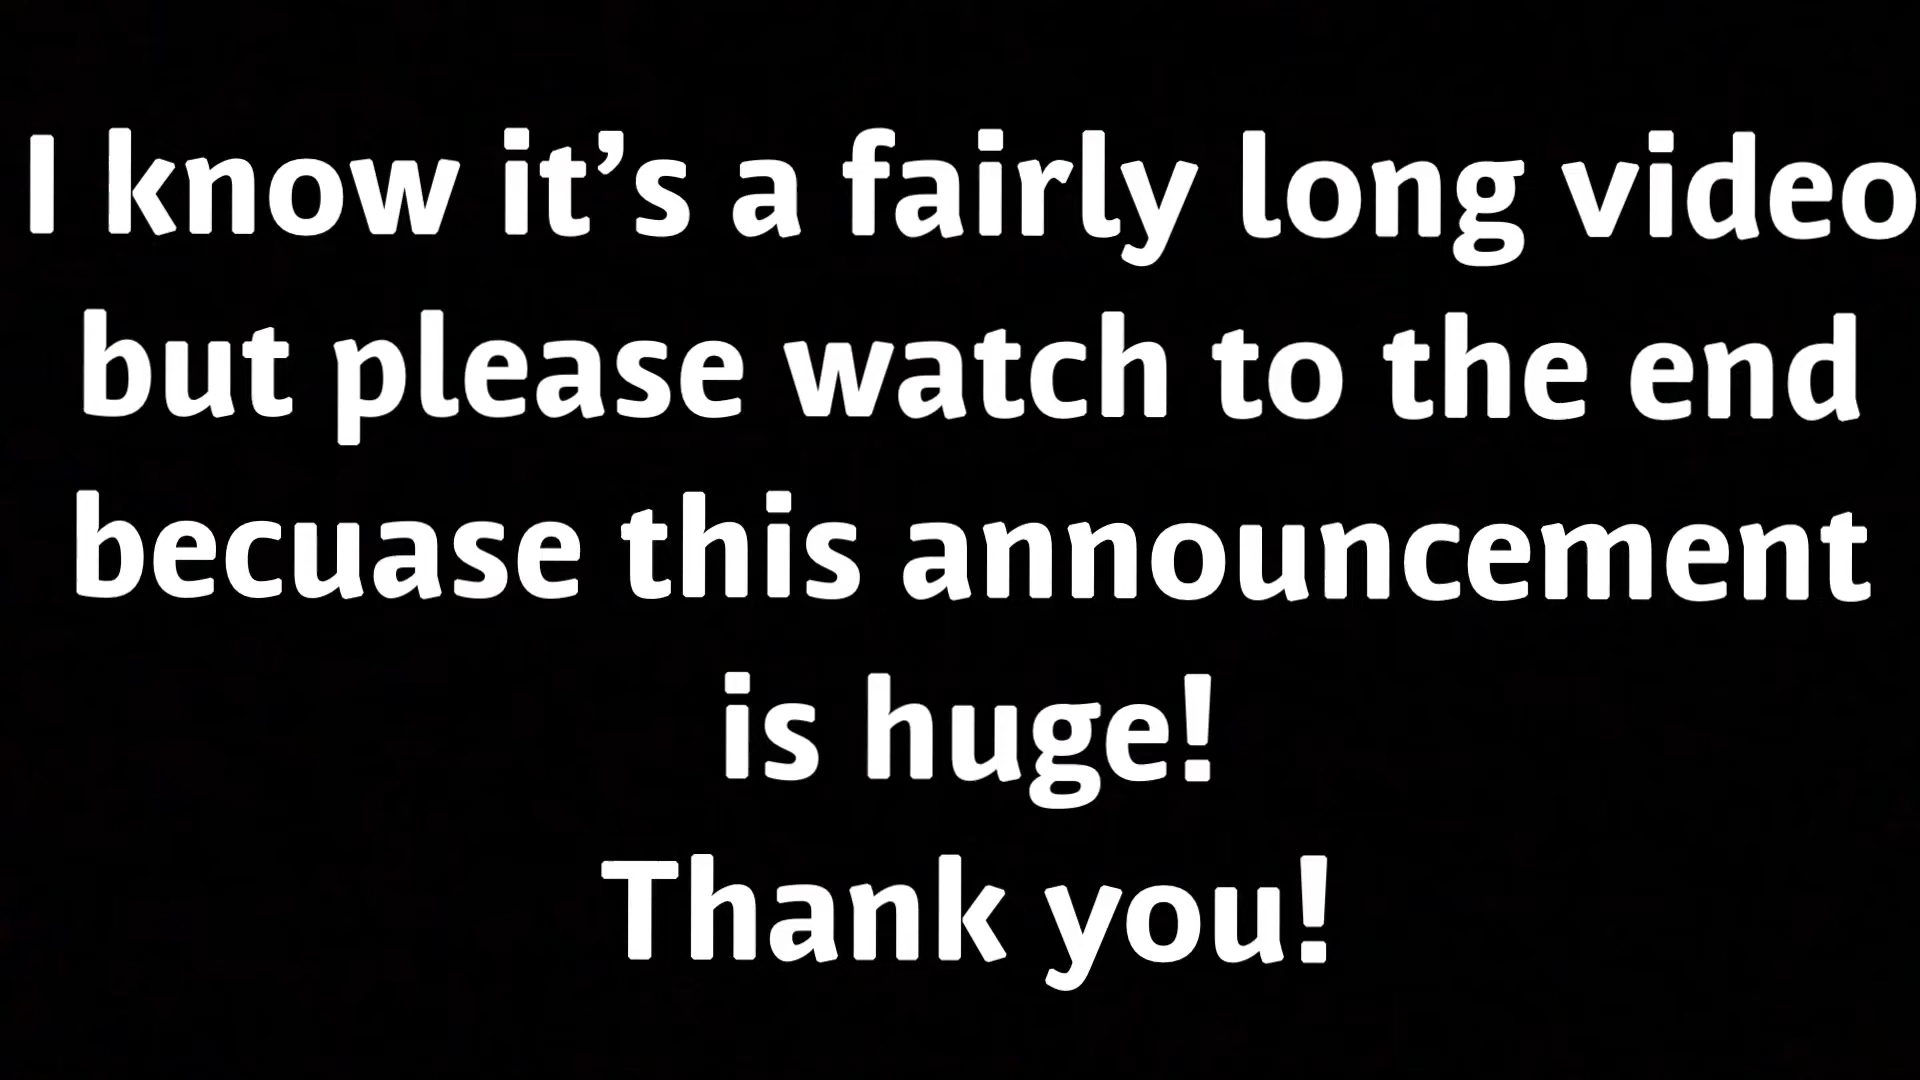 I know it’s a fairly long video
but please watch to the end
becuase this announcement
is huge!
Thank you!